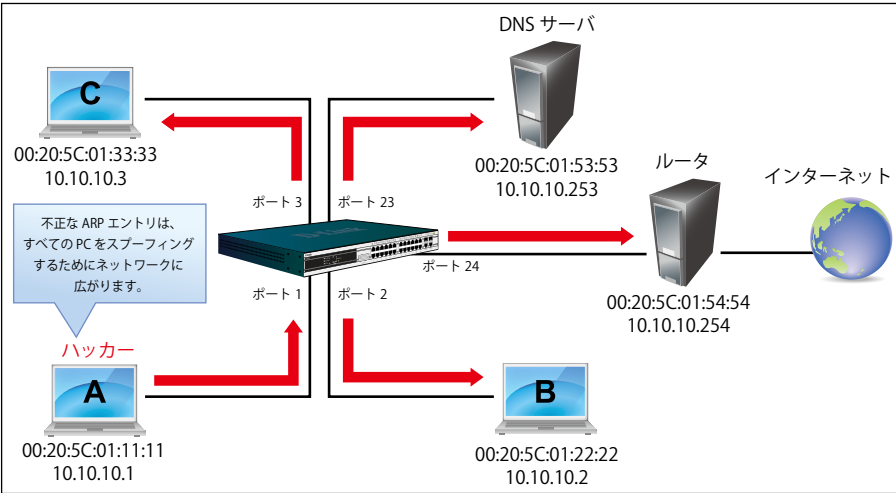 DNS サーバ
C
00:20:5C:01:33:33
10.10.10.3
00:20:5C:01:53:53
10.10.10.253
ルータ
インターネット
ポート 3
ポート 23
D-Link
不正な ARP エントリは、
すべての PC をスプーフィング
するためにネットワークに
広がります。
ポート 24
ポート 1
ポート 2
00:20:5C:01:54:54
10.10.10.254
ハッカー
A
B
00:20:5C:01:11:11
10.10.10.1
00:20:5C:01:22:22
10.10.10.2